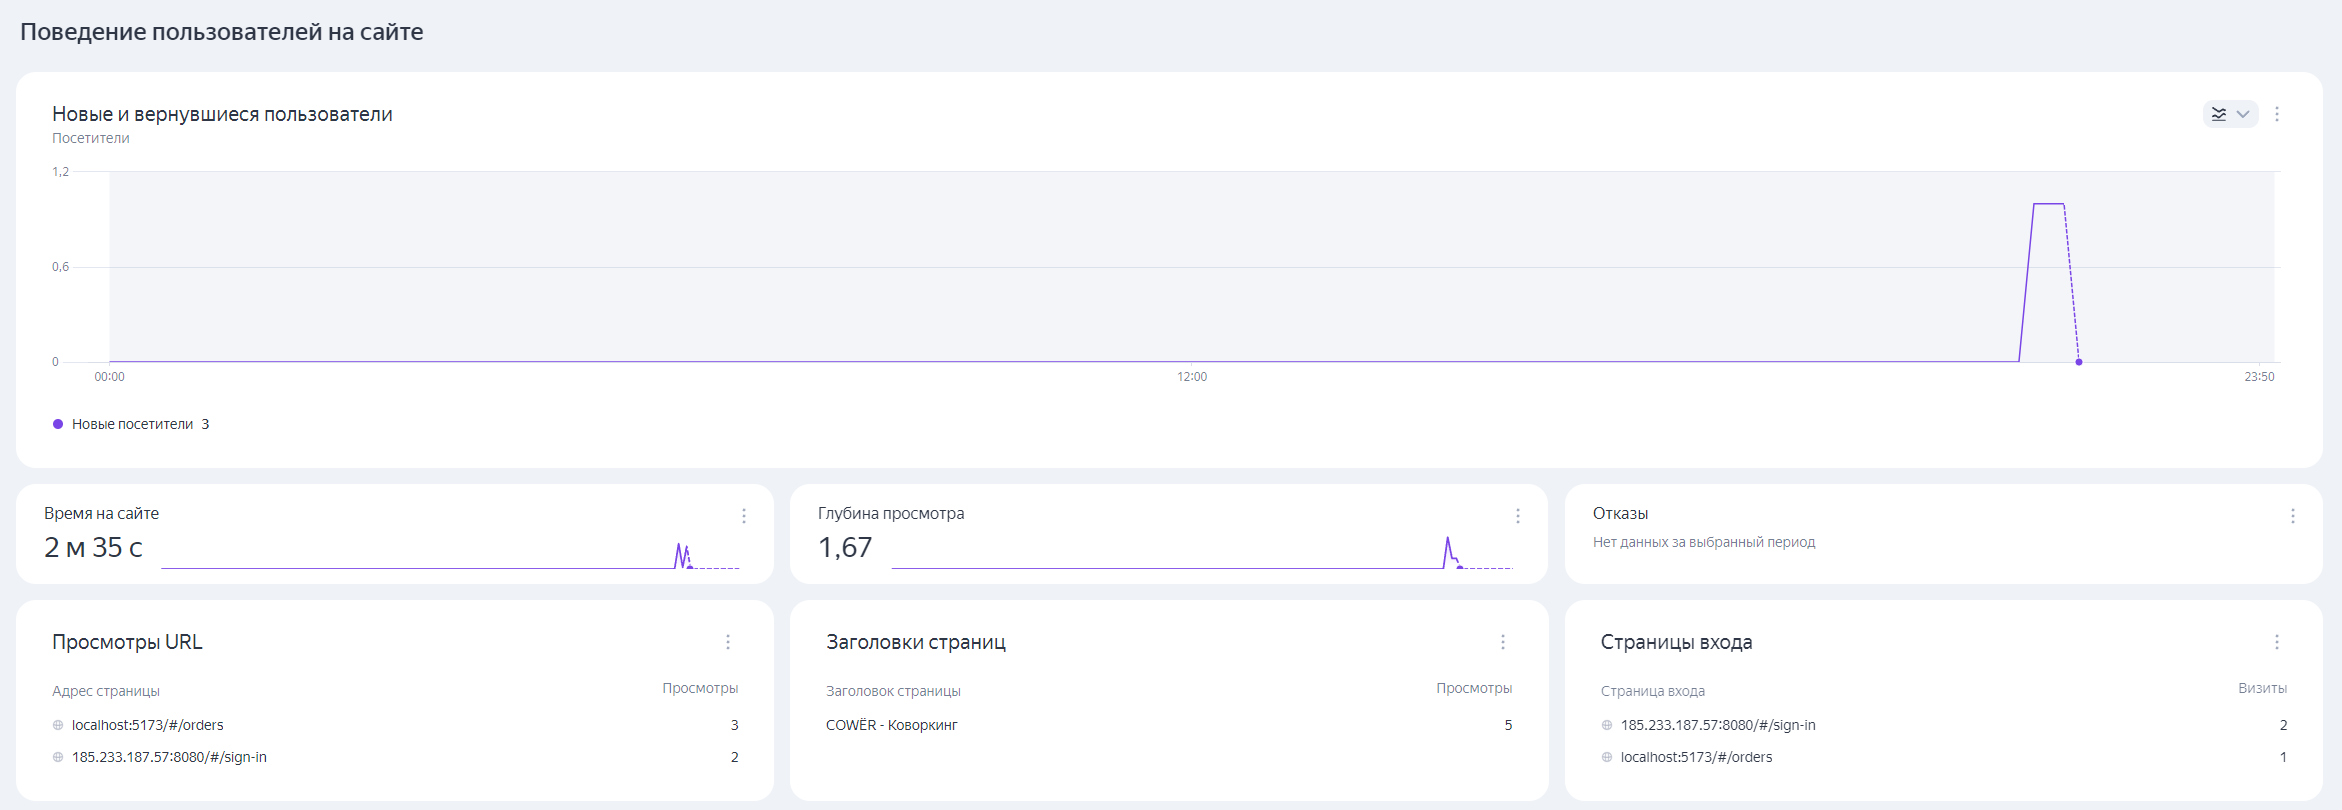 Поведение пользователей на сайте
Новые и вернувшиеся пользователи
Посетители
1,2
0,6
0
00:00
12:00
23:50
Новые посетители 3
Время на сайте
2 м 35 с
Глубина просмотра
1,67
Отказы
Нет данных за выбранный период
Просмотры URL
Адрес страницы Просмотры
localhost:5173/#/orders 3
185.233.187.57:8080/#/sign-in 2
Заголовки страниц
Заголовок страницы Просмотры
COWЁR - Коворкинг 5
Страницы входа
Страница входа Визиты
185.233.187.57:8080/#/sign-in 2
localhost:5173/#/orders 1